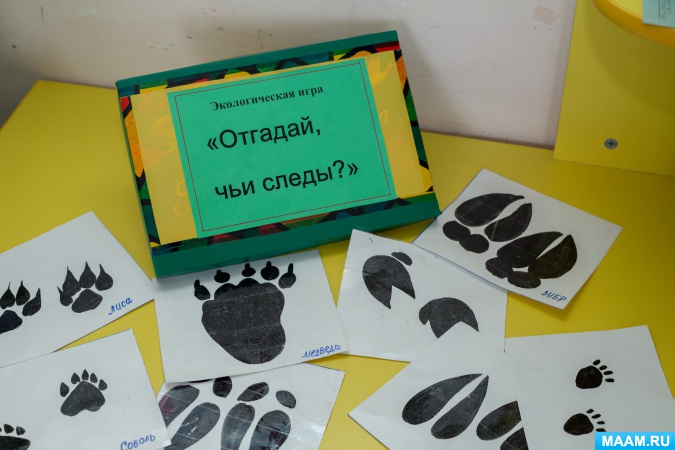 Экологическая игра
«Отгадай,
чьи следы?»
лиса
медведь
зубр
Соболь
MAAM.RU